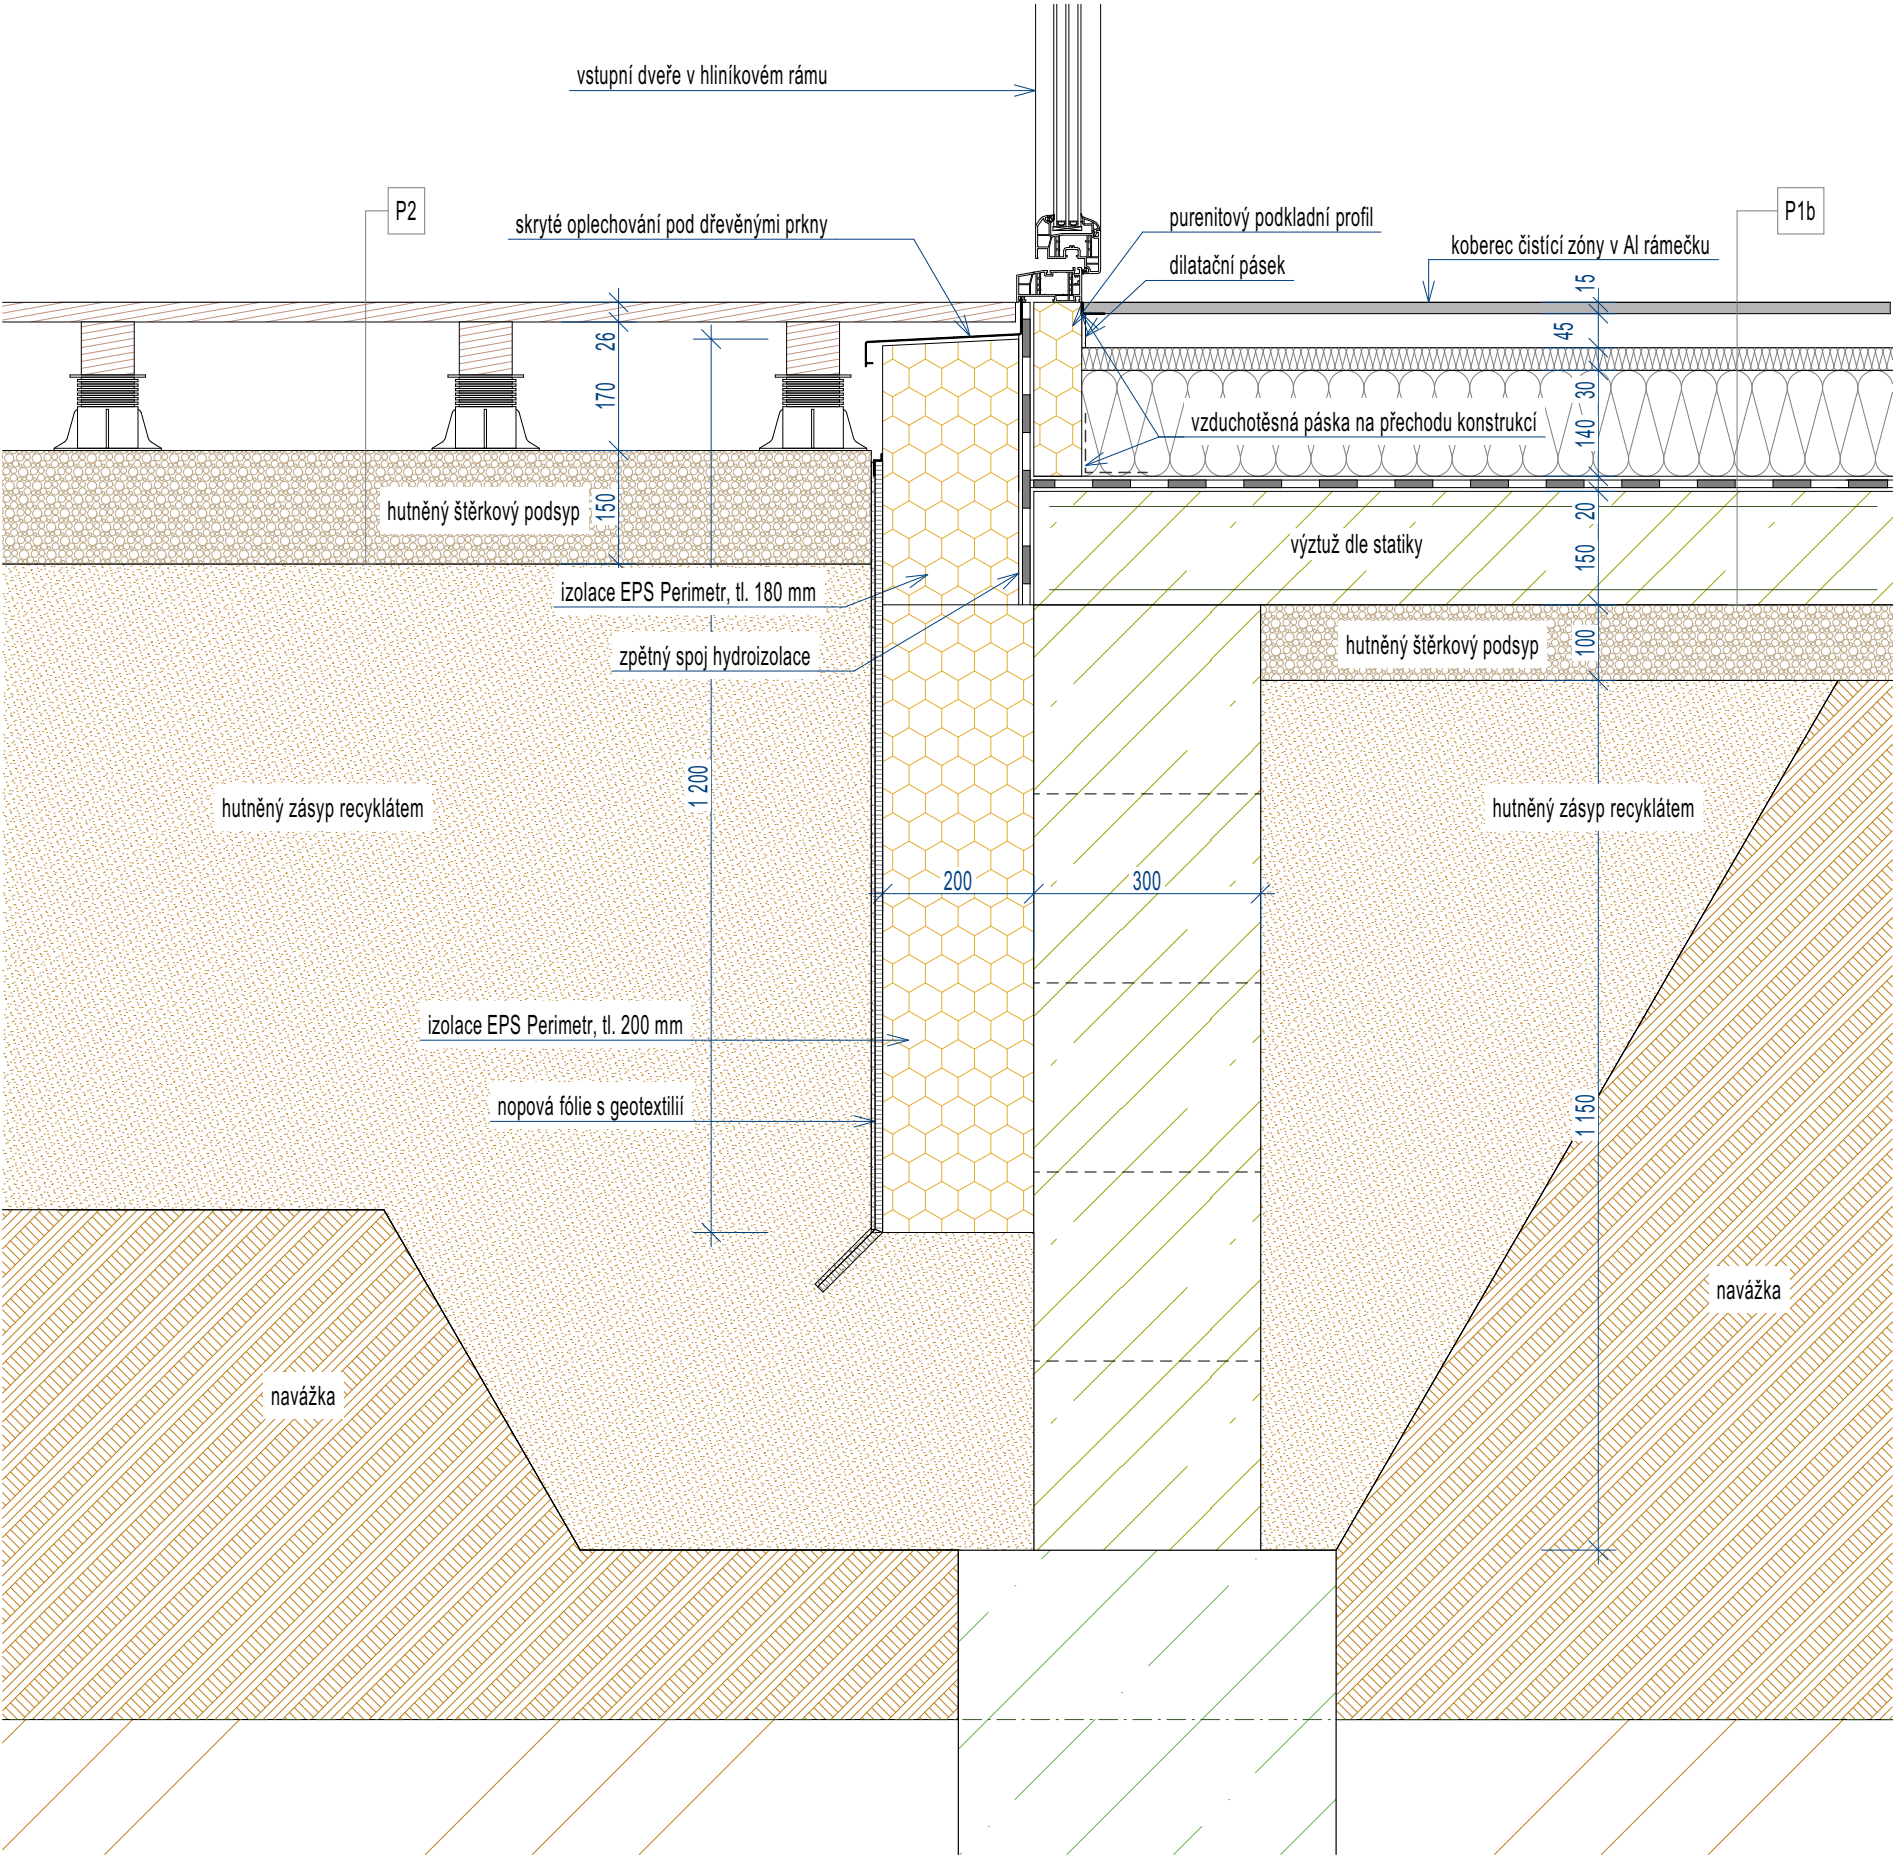 vstupní dveře v hliníkovém rámu
P2
skryté oplechování pod dřevěnými prkny
purenitový podkladní profil
P1b
koberec čistící zóny v Al rámečku
dilatační pásek
15
45
26
170
30
vzduchotěsná páska na přechodu konstrukcí
140
hutněný štěrkový podsyp
150
20
výztuž dle statiky
150
izolace EPS Perimetr, tl. 180 mm
zpětný spoj hydroizolace
hutněný štěrkový podsyp
100
1 200
hutněný zásyp recyklátem
hutněný zásyp recyklátem
200
300
izolace EPS Perimetr, tl. 200 mm
nopová fólie s geotextilií
1 150
navážka
navážka